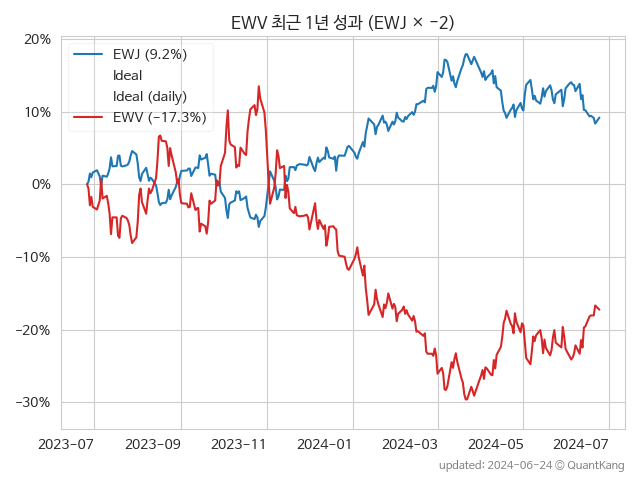 EWV 최근 1년 성과 (EWJ × −2)
20%
10%
0%
−10%
−20%
−30%
EWJ (9.2%)
Ideal
Ideal (daily)
EWV (−17.3%)
2023-07
2023-09
2023-11
2024-01
2024-03
2024-05
2024-07
updated: 2024-06-24 © QuantKang